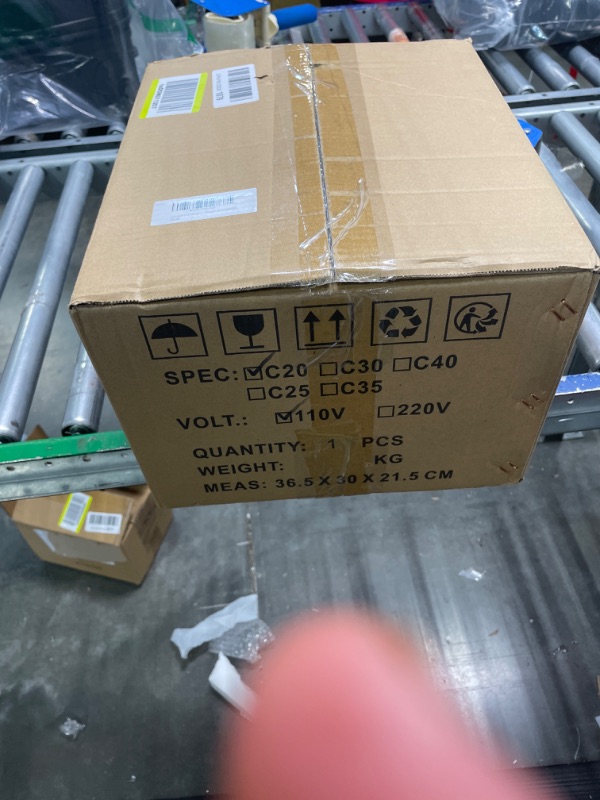 SPEC: ☑C20 ☐C30 ☐C40
☐C25 ☐C35
VOLT.: ☑110V ☐220V
QUANTITY: 1 PCS
WEIGHT: KG
MEAS: 36.5 X 30 X 21.5 CM